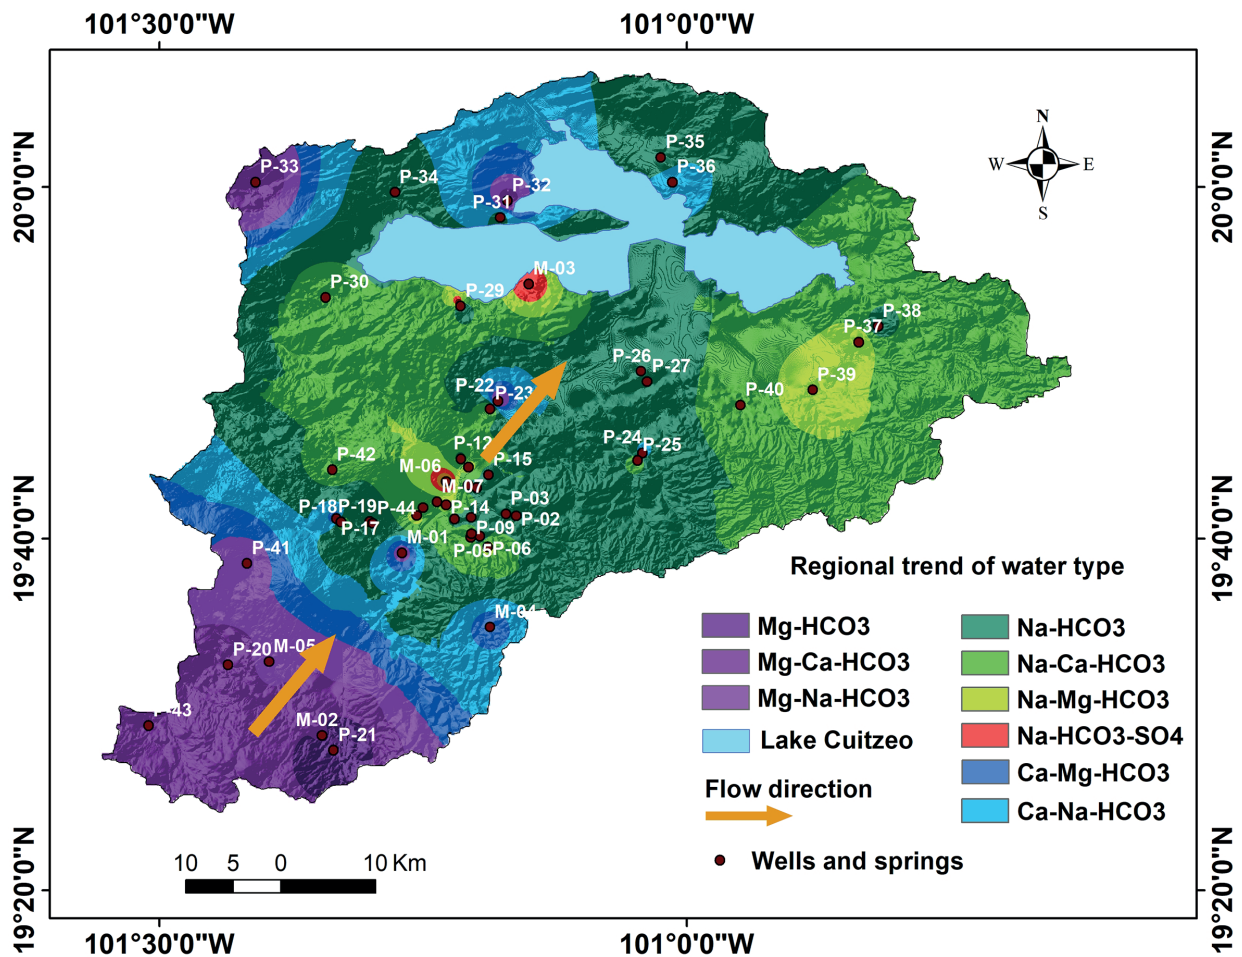 101°30'0"W
101°0'0"W
20°0'0"N
20°0'0"N
19°40'0"N
19°40'0"N
19°20'0"N
19°20'0"N
N
W
E
S
P-35
P-33
P-36
P-34
P-32
P-31
M-03
P-30
P-29
P-38
P-37
P-26
P-27
P-39
P-22
P-23
P-40
P-24
P-25
P-12
P-42
M-06
P-15
M-07
P-03
P-18
P-19
P-44
P-14
P-02
P-17
P-09
M-01
P-05
P-06
P-41
M-04
P-20
M-05
P-43
M-02
P-21
Regional trend of water type
Mg-HCO3
Mg-Ca-HCO3
Mg-Na-HCO3
Lake Cuitzeo
Flow direction
Wells and springs
Na-HCO3
Na-Ca-HCO3
Na-Mg-HCO3
Na-HCO3-SO4
Ca-Mg-HCO3
Ca-Na-HCO3
10 5 0 10 Km
101°30'0"W
101°0'0"W